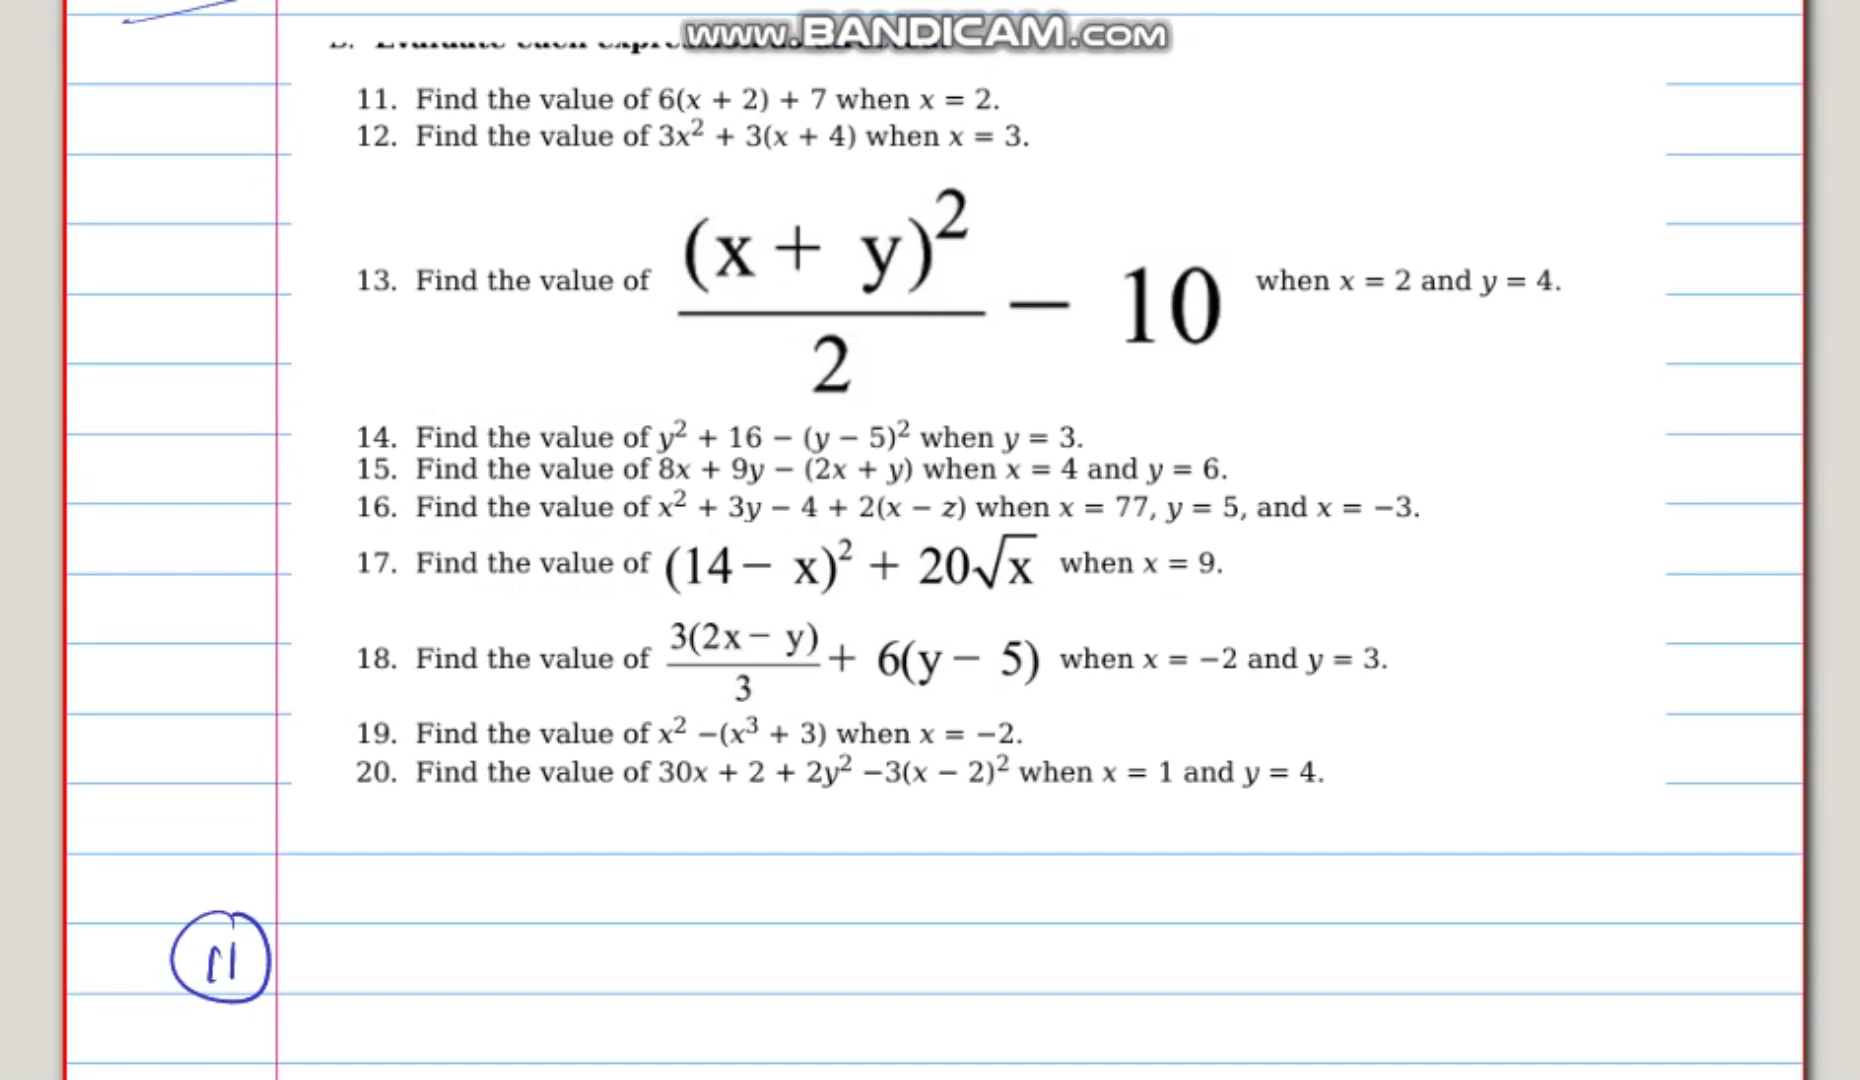 www.BANDICAM.COM
11. Find the value of 6(x + 2) + 7 when x = 2.
12. Find the value of 3x² + 3(x + 4) when x = 3.
13. Find the value of (x + y)² / 2 − 10 when x = 2 and y = 4.
14. Find the value of y² + 16 − (y − 5)² when y = 3.
15. Find the value of 8x + 9y − (2x + y) when x = 4 and y = 6.
16. Find the value of x² + 3y − 4 + 2(x − z) when x = 77, y = 5, and x = −3.
17. Find the value of (14 − x)² + 20√x when x = 9.
18. Find the value of 3(2x − y) / 3 + 6(y − 5) when x = −2 and y = 3.
19. Find the value of x² −(x³ + 3) when x = −2.
20. Find the value of 30x + 2 + 2y² −3(x − 2)² when x = 1 and y = 4.
11